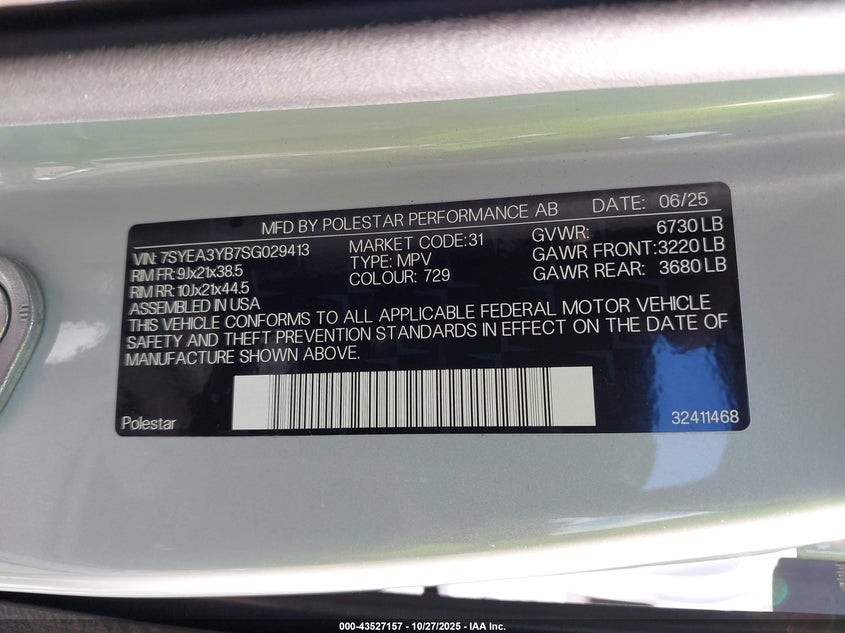 MFD BY POLESTAR PERFORMANCE AB DATE: 06/25
VIN: 7SYEA3YB7SG029413 MARKET CODE:31 GVWR: 6730 LB
RIM FR: 9Jx21x38.5 TYPE: MPV GAWR FRONT:3220 LB
RIM RR: 10Jx21x44.5 COLOUR: 729 GAWR REAR: 3680 LB
ASSEMBLED IN USA
THIS VEHICLE CONFORMS TO ALL APPLICABLE FEDERAL MOTOR VEHICLE
SAFETY AND THEFT PREVENTION STANDARDS IN EFFECT ON THE DATE OF
MANUFACTURE SHOWN ABOVE.
Polestar 32411468
000-43527157 - 10/27/2025 - IAA Inc.